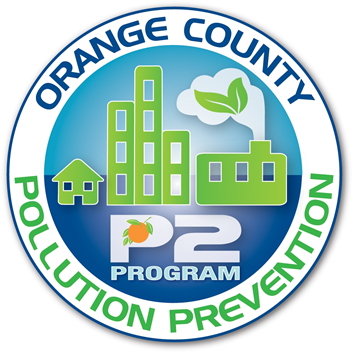 ORANGE COUNTY
P2
PROGRAM
POLLUTION PREVENTION